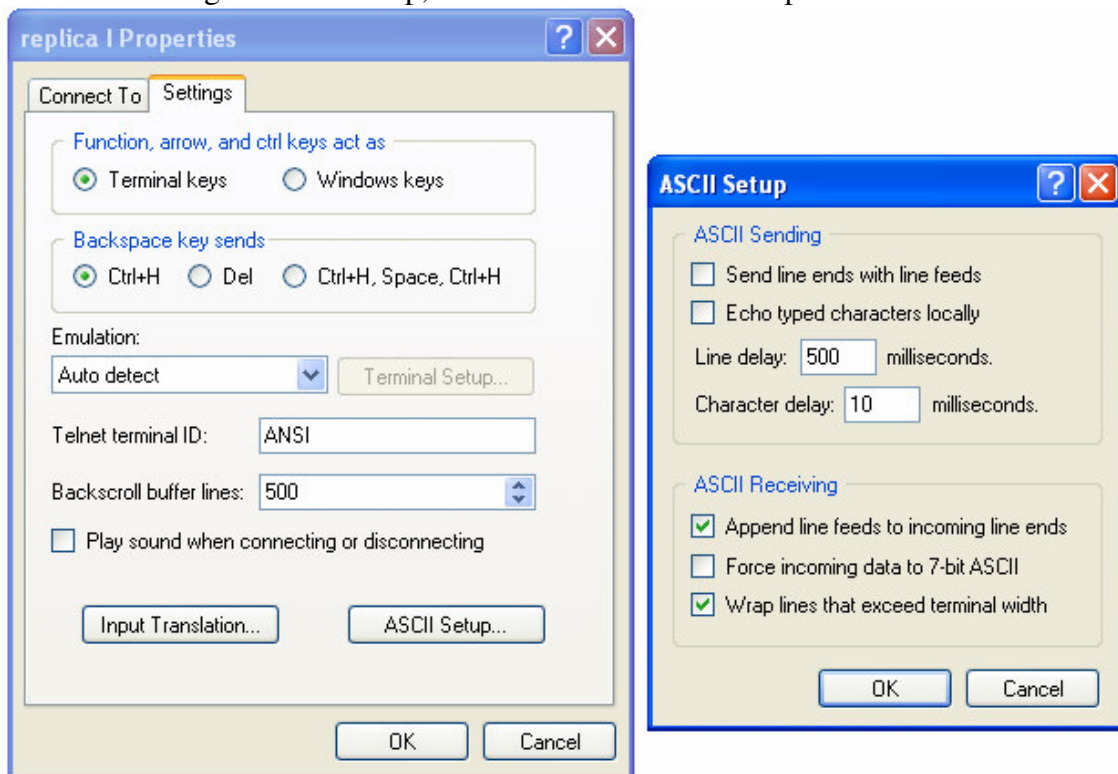 replica I Properties
Connect To Settings
Function, arrow, and ctrl keys act as
Terminal keys Windows keys
Backspace key sends
Ctrl+H Del Ctrl+H, Space, Ctrl+H
Emulation:
Auto detect Terminal Setup...
Telnet terminal ID: ANSI
Backscroll buffer lines: 500
Play sound when connecting or disconnecting
Input Translation... ASCII Setup...
OK Cancel
ASCII Setup
ASCII Sending
Send line ends with line feeds
Echo typed characters locally
Line delay: 500 milliseconds.
Character delay: 10 milliseconds.
ASCII Receiving
Append line feeds to incoming line ends
Force incoming data to 7-bit ASCII
Wrap lines that exceed terminal width
OK Cancel